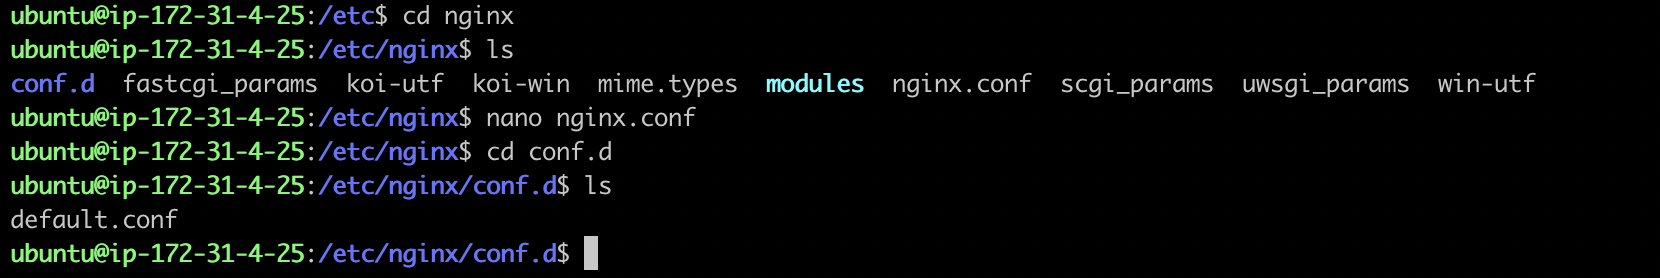 ubuntu@ip-172-31-4-25:/etc$ cd nginx
ubuntu@ip-172-31-4-25:/etc/nginx$ ls
conf.d  fastcgi_params  koi-utf  koi-win  mime.types  modules  nginx.conf  scgi_params  uwsgi_params  win-utf
ubuntu@ip-172-31-4-25:/etc/nginx$ nano nginx.conf
ubuntu@ip-172-31-4-25:/etc/nginx$ cd conf.d
ubuntu@ip-172-31-4-25:/etc/nginx/conf.d$ ls
default.conf
ubuntu@ip-172-31-4-25:/etc/nginx/conf.d$